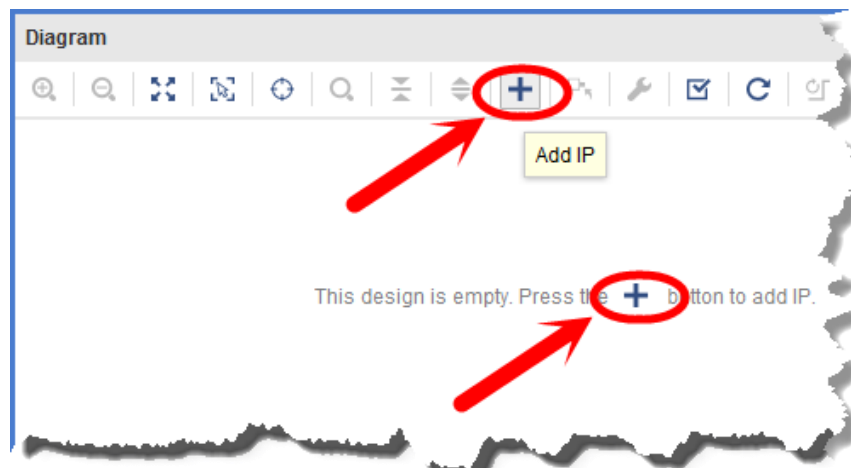 Diagram
Add IP
This design is empty. Press the + button to add IP.